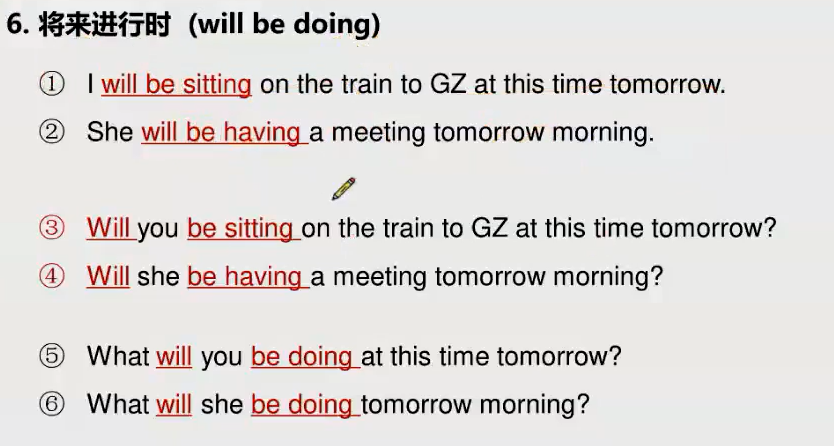 6. 将来进行时 (will be doing)
① I will be sitting on the train to GZ at this time tomorrow.
② She will be having a meeting tomorrow morning.
③ Will you be sitting on the train to GZ at this time tomorrow?
④ Will she be having a meeting tomorrow morning?
⑤ What will you be doing at this time tomorrow?
⑥ What will she be doing tomorrow morning?